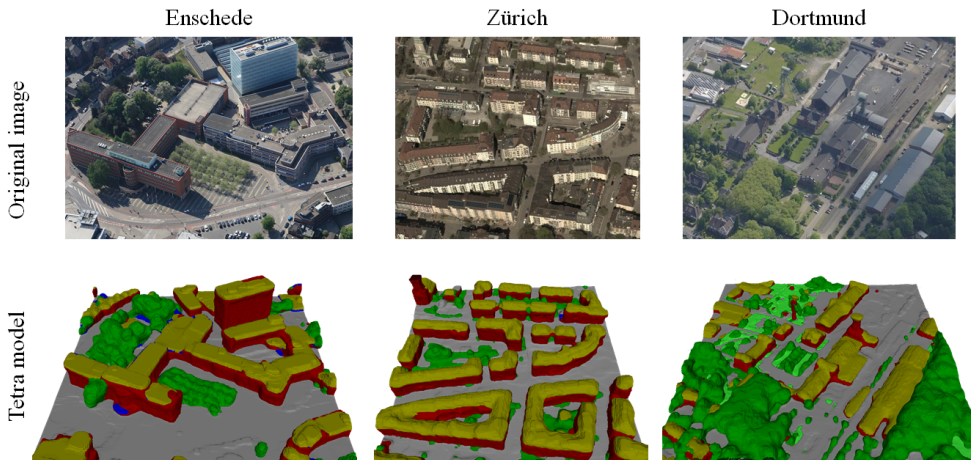 Enschede
Zürich
Dortmund
Original image
Tetra model